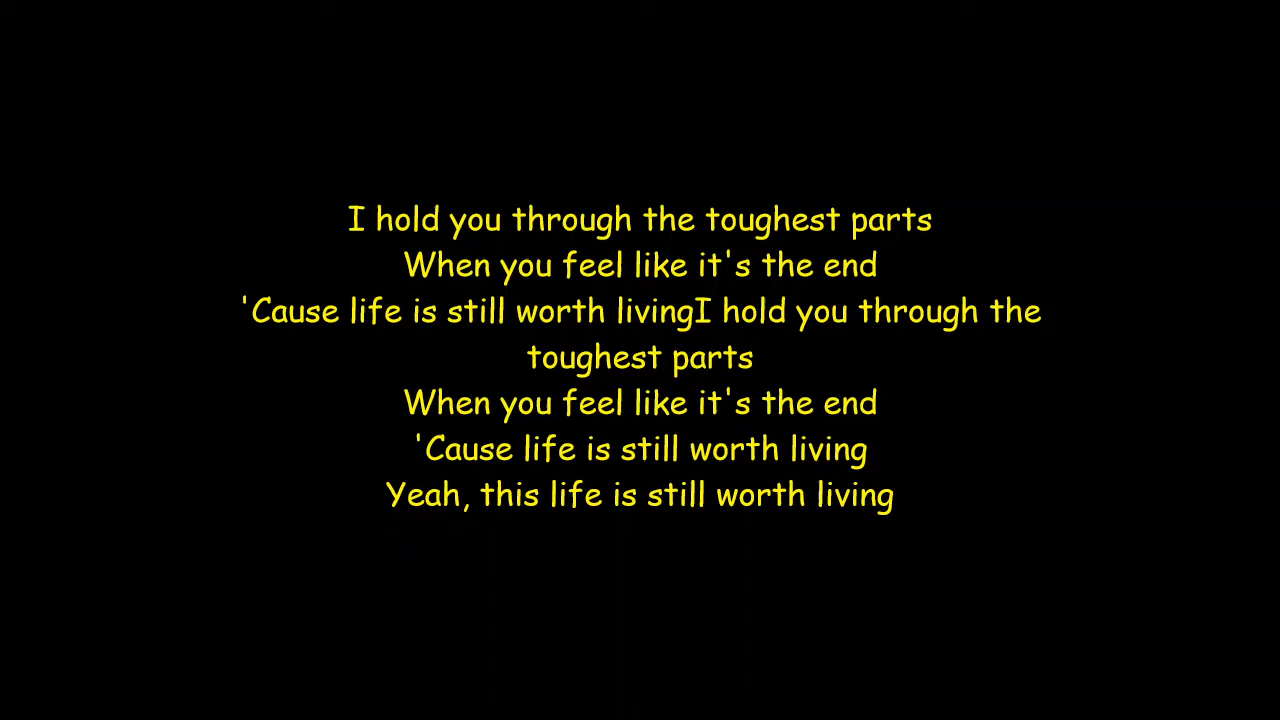 I hold you through the toughest parts
When you feel like it's the end
'Cause life is still worth livingI hold you through the
toughest parts
When you feel like it's the end
'Cause life is still worth living
Yeah, this life is still worth living